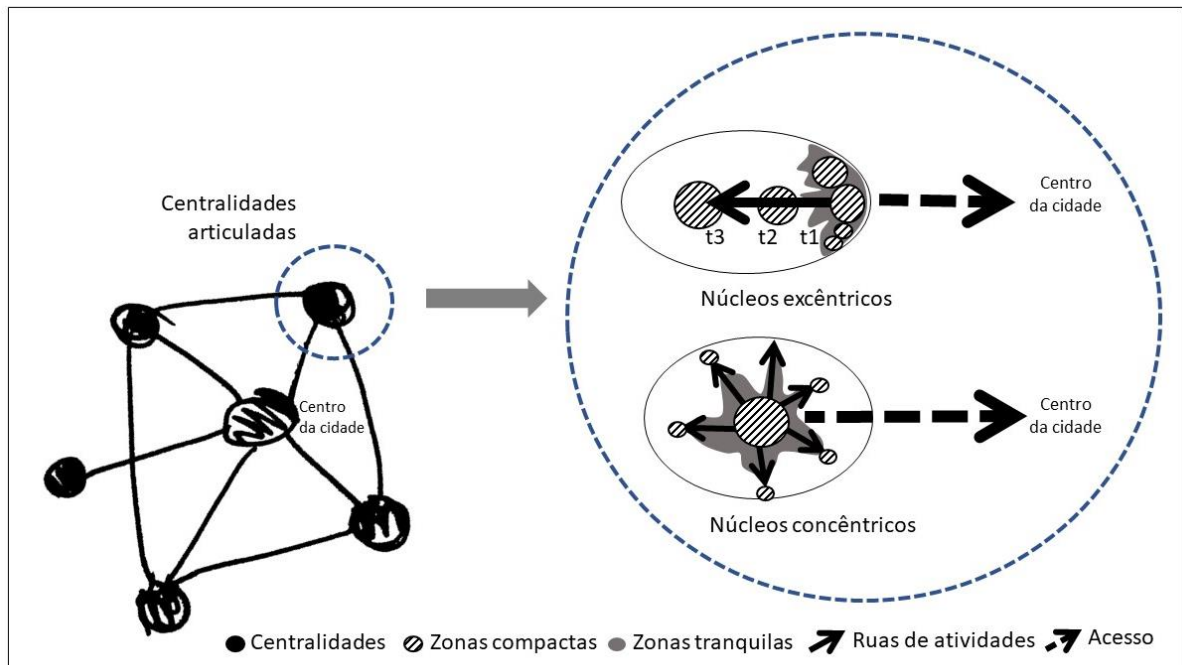 Centralidades
articuladas
Centro
da cidade
t3
t2
t1
Centro
da cidade
Núcleos excêntricos
Centro
da cidade
Núcleos concêntricos
Centralidades
Zonas compactas
Zonas tranquilas
Ruas de atividades
Acesso